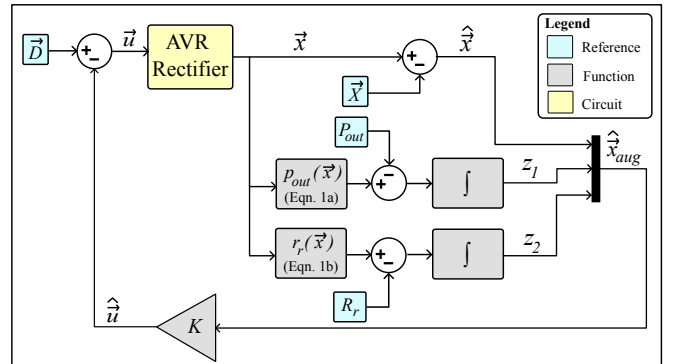 Legend
Reference
Function
Circuit
D⃗
+
−
u⃗
AVR
Rectifier
x⃗
+
−
x̂⃗
X⃗
P_out
p_out(x⃗)
(Eqn. 1a)
+
−
∫
z_1
x̂⃗_aug
r_r(x⃗)
(Eqn. 1b)
+
−
∫
z_2
R_r
û⃗
K